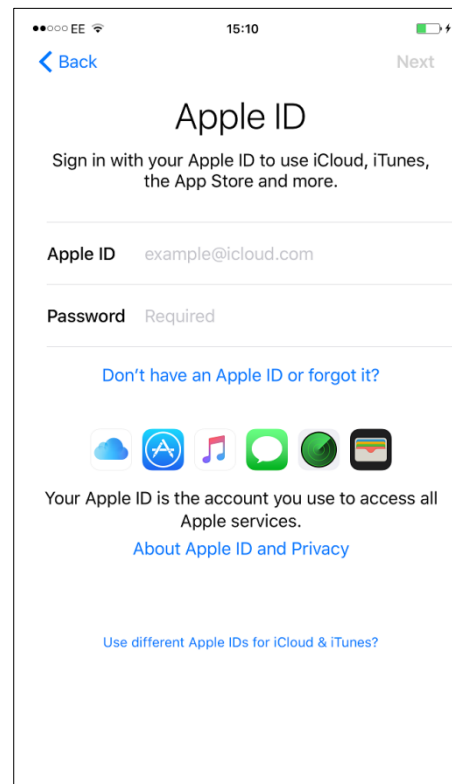 EE 15:10
Back Next
Apple ID
Sign in with your Apple ID to use iCloud, iTunes,
the App Store and more.
Apple ID example@icloud.com
Password Required
Don’t have an Apple ID or forgot it?
Your Apple ID is the account you use to access all
Apple services.
About Apple ID and Privacy
Use different Apple IDs for iCloud & iTunes?